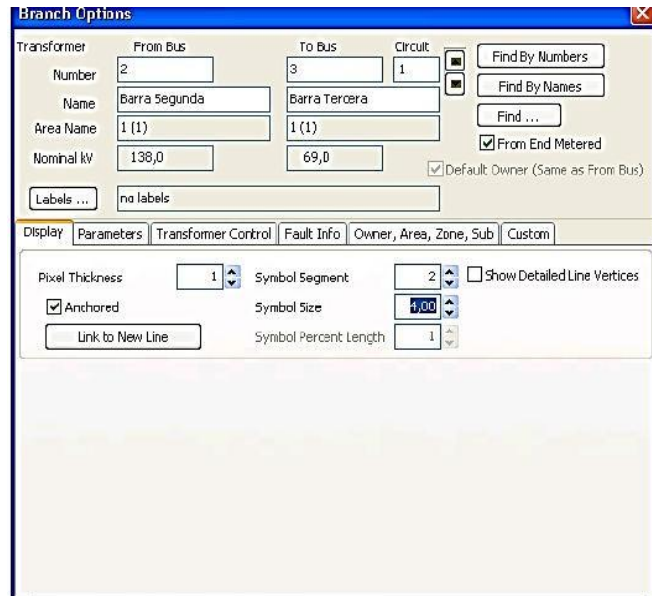 Branch Options
Transformer From Bus To Bus Circuit
Number 2 3 1 Find By Numbers
Name Barra Segunda Barra Tercera Find By Names
Area Name 1 (1) 1 (1) Find ...
From End Metered
Nominal kV 138,0 69,0
Default Owner (Same as From Bus)
Labels ... no labels
Display Parameters Transformer Control Fault Info Owner, Area, Zone, Sub Custom
Pixel Thickness 1 Symbol Segment 2 Show Detailed Line Vertices
Anchored Symbol Size 4,00
Link to New Line Symbol Percent Length 1